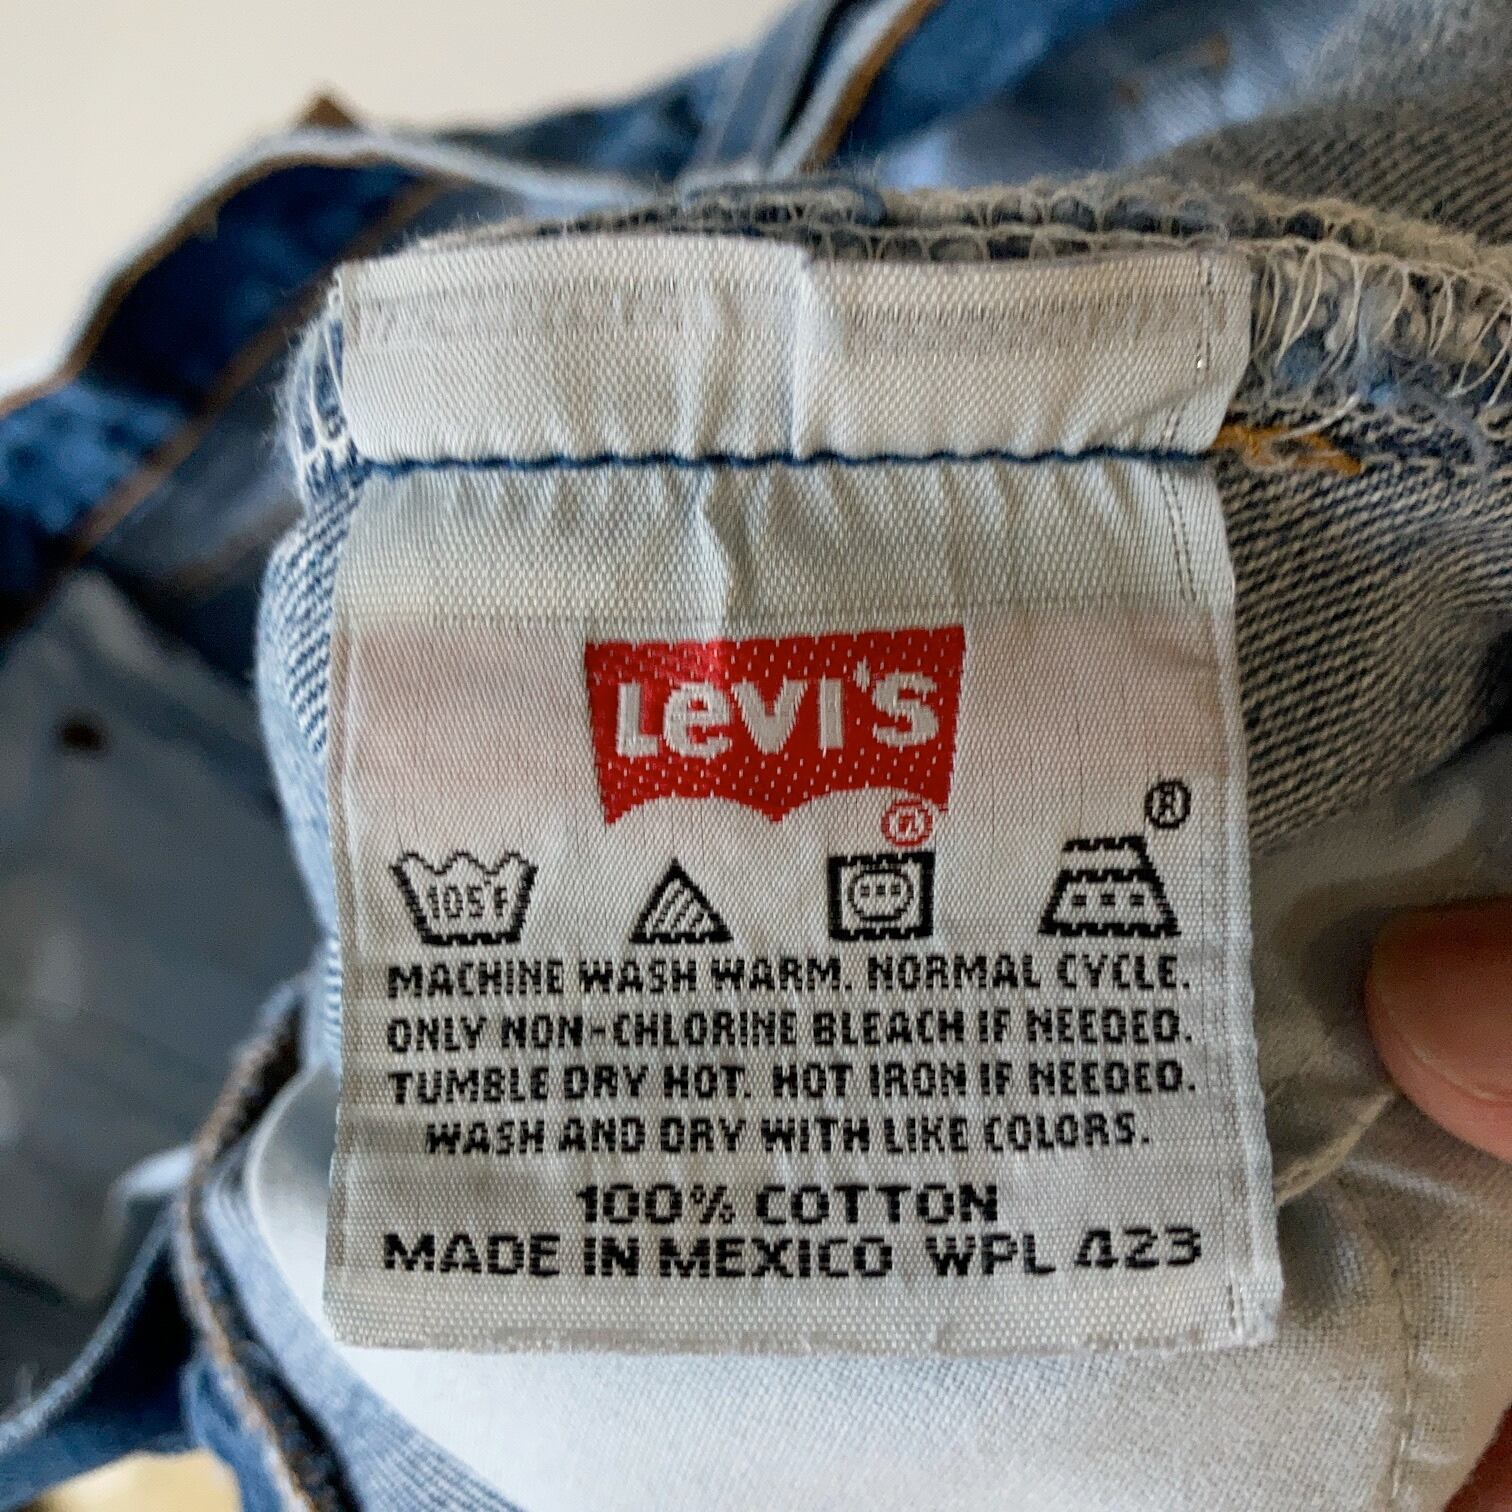 Levi's
®
®
105°F
MACHINE WASH WARM. NORMAL CYCLE.
ONLY NON-CHLORINE BLEACH IF NEEDED.
TUMBLE DRY HOT. HOT IRON IF NEEDED.
WASH AND DRY WITH LIKE COLORS.
100% COTTON
MADE IN MEXICO WPL 423